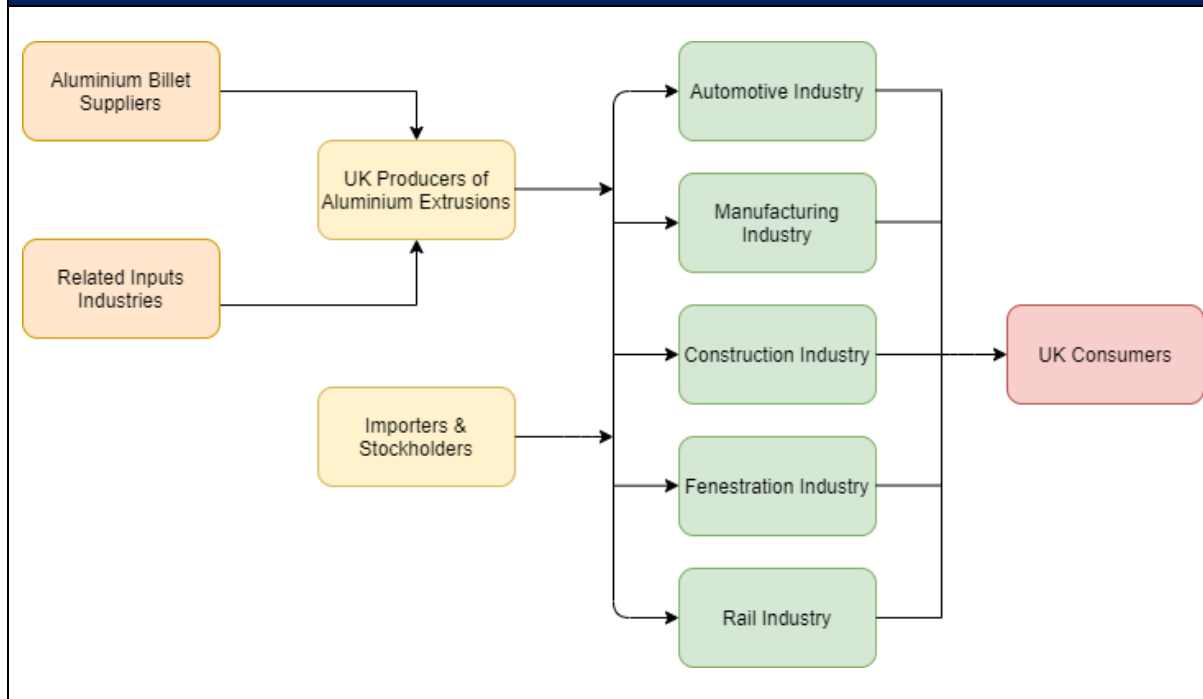 Aluminium Billet
Suppliers
Related Inputs
Industries
UK Producers of
Aluminium Extrusions
Importers &
Stockholders
Automotive Industry
Manufacturing
Industry
Construction Industry
Fenestration Industry
Rail Industry
UK Consumers